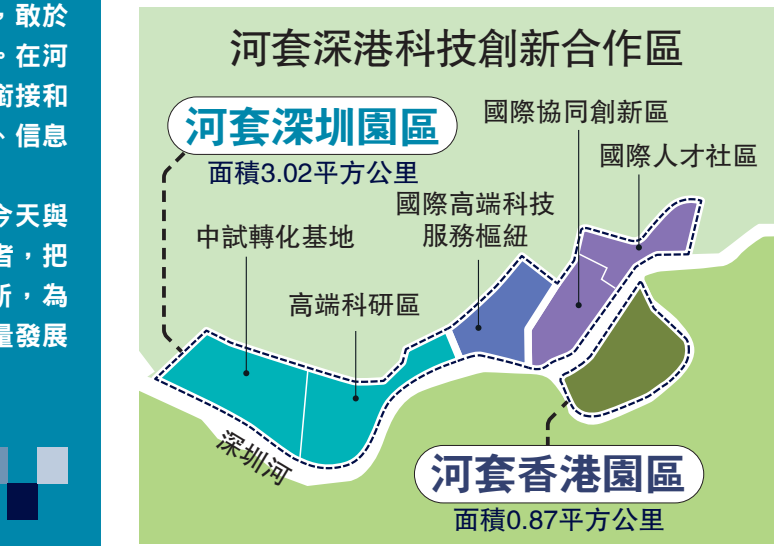 ，敢於
。在河
銜接和
、信息
今天與
者，把
新，為
量發展
河套深港科技創新合作區
河套深圳園區
面積3.02平方公里
國際協同創新區
國際人才社區
國際高端科技
服務樞紐
中試轉化基地
高端科研區
深圳河
河套香港園區
面積0.87平方公里